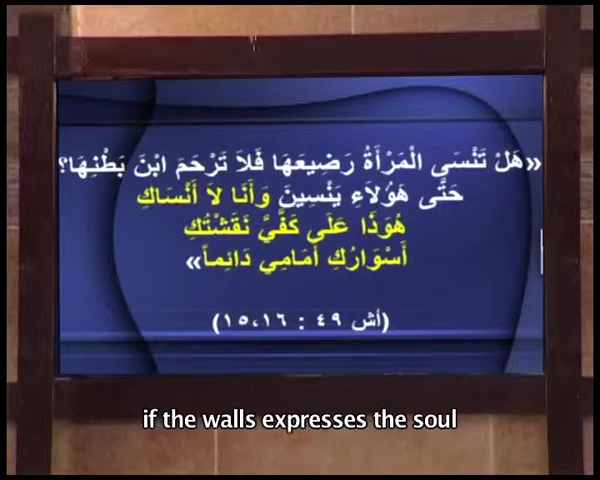 «هَلْ تَنْسَى الْمَرْأَةُ رَضِيعَهَا فَلاَ تَرْحَمَ ابْنَ بَطْنِهَا؟
حَتَّى هَؤُلاَءِ يَنْسِينَ وَأَنَا لاَ أَنْسَاكِ
هُوَذَا عَلَى كَفَّيَّ نَقَشْتُكِ
أَسْوَارُكِ أَمَامِي دَائِماً»
(أش ٤٩ : ١٥،١٦)
if the walls expresses the soul